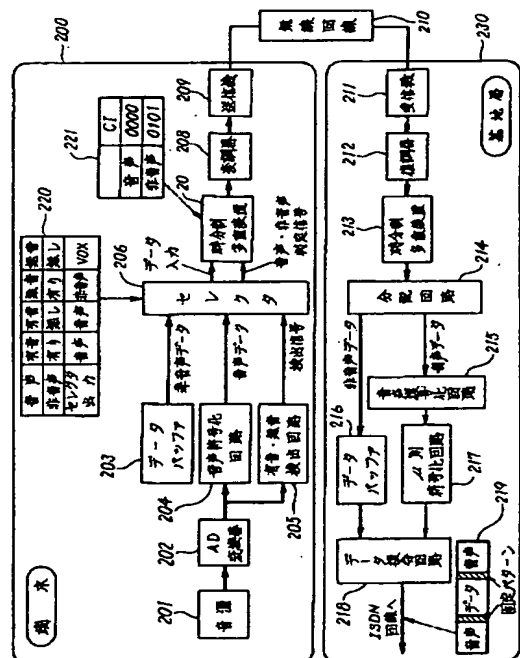 端末
200
音源
201
AD
変換器
202
データ
バッファ
203
音声符号化
回路
204
有音・無音
検出回路
205
非音声データ
音声データ
検出信号
セレクタ
206
音声 有音 有音 無音 無音
非音声 有り 無し 有り 無し
セレクタ
出力 音声 音声 非音声 VOX
220
データ
入力
音声・非音声
判定信号
時分割
多重装置
20
CI
音声 0000
非音声 0101
221
変調器
208
送信機
209
無線回線
210
基地局
230
受信機
211
復調器
212
時分割
多重装置
213
分配回路
214
非音声データ
音声データ
音声復号化回路
215
データ
バッファ
216
μ則
符号化回路
217
データ複合回路
218
ISDN
回線へ
音声 データ 音声
固定パターン
219